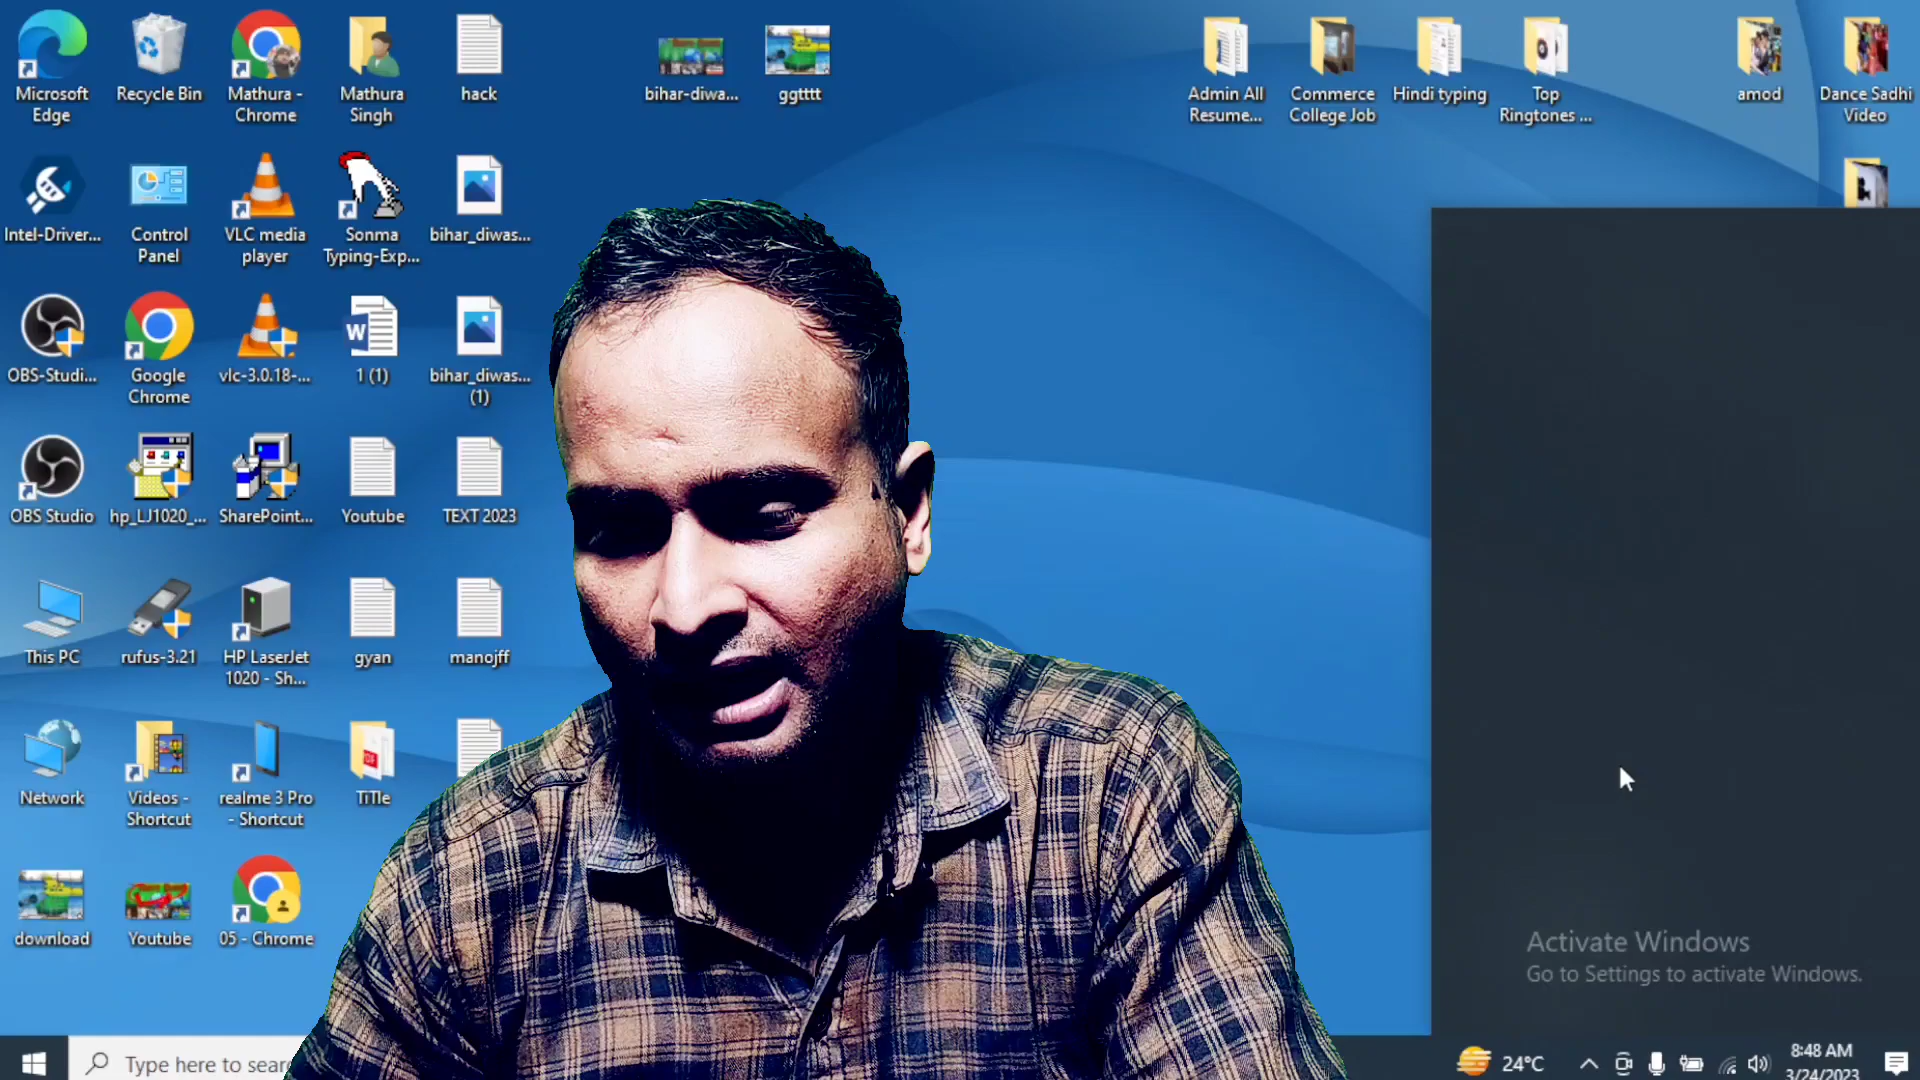 Microsoft
Edge
Recycle Bin
Mathura -
Chrome
Mathura
Singh
hack
bihar-diwa...
ggtttt
Admin All
Resume...
Commerce
College Job
Hindi typing
Top
Ringtones ...
amod
Dance Sadhi
Video
Intel-Driver...
Control
Panel
VLC media
player
Sonma
Typing-Exp...
bihar_diwas...
OBS-Studi...
Google
Chrome
vlc-3.0.18-...
1 (1)
bihar_diwas...
(1)
OBS Studio
hp_LJ1020_...
SharePoint...
Youtube
TEXT 2023
This PC
rufus-3.21
HP LaserJet
1020 - Sh...
gyan
manojff
Network
Videos -
Shortcut
realme 3 Pro
- Shortcut
TiTle
download
Youtube
05 - Chrome
Activate Windows
Go to Settings to activate Windows.
Type here to sear
24°C
8:48 AM
3/24/2023